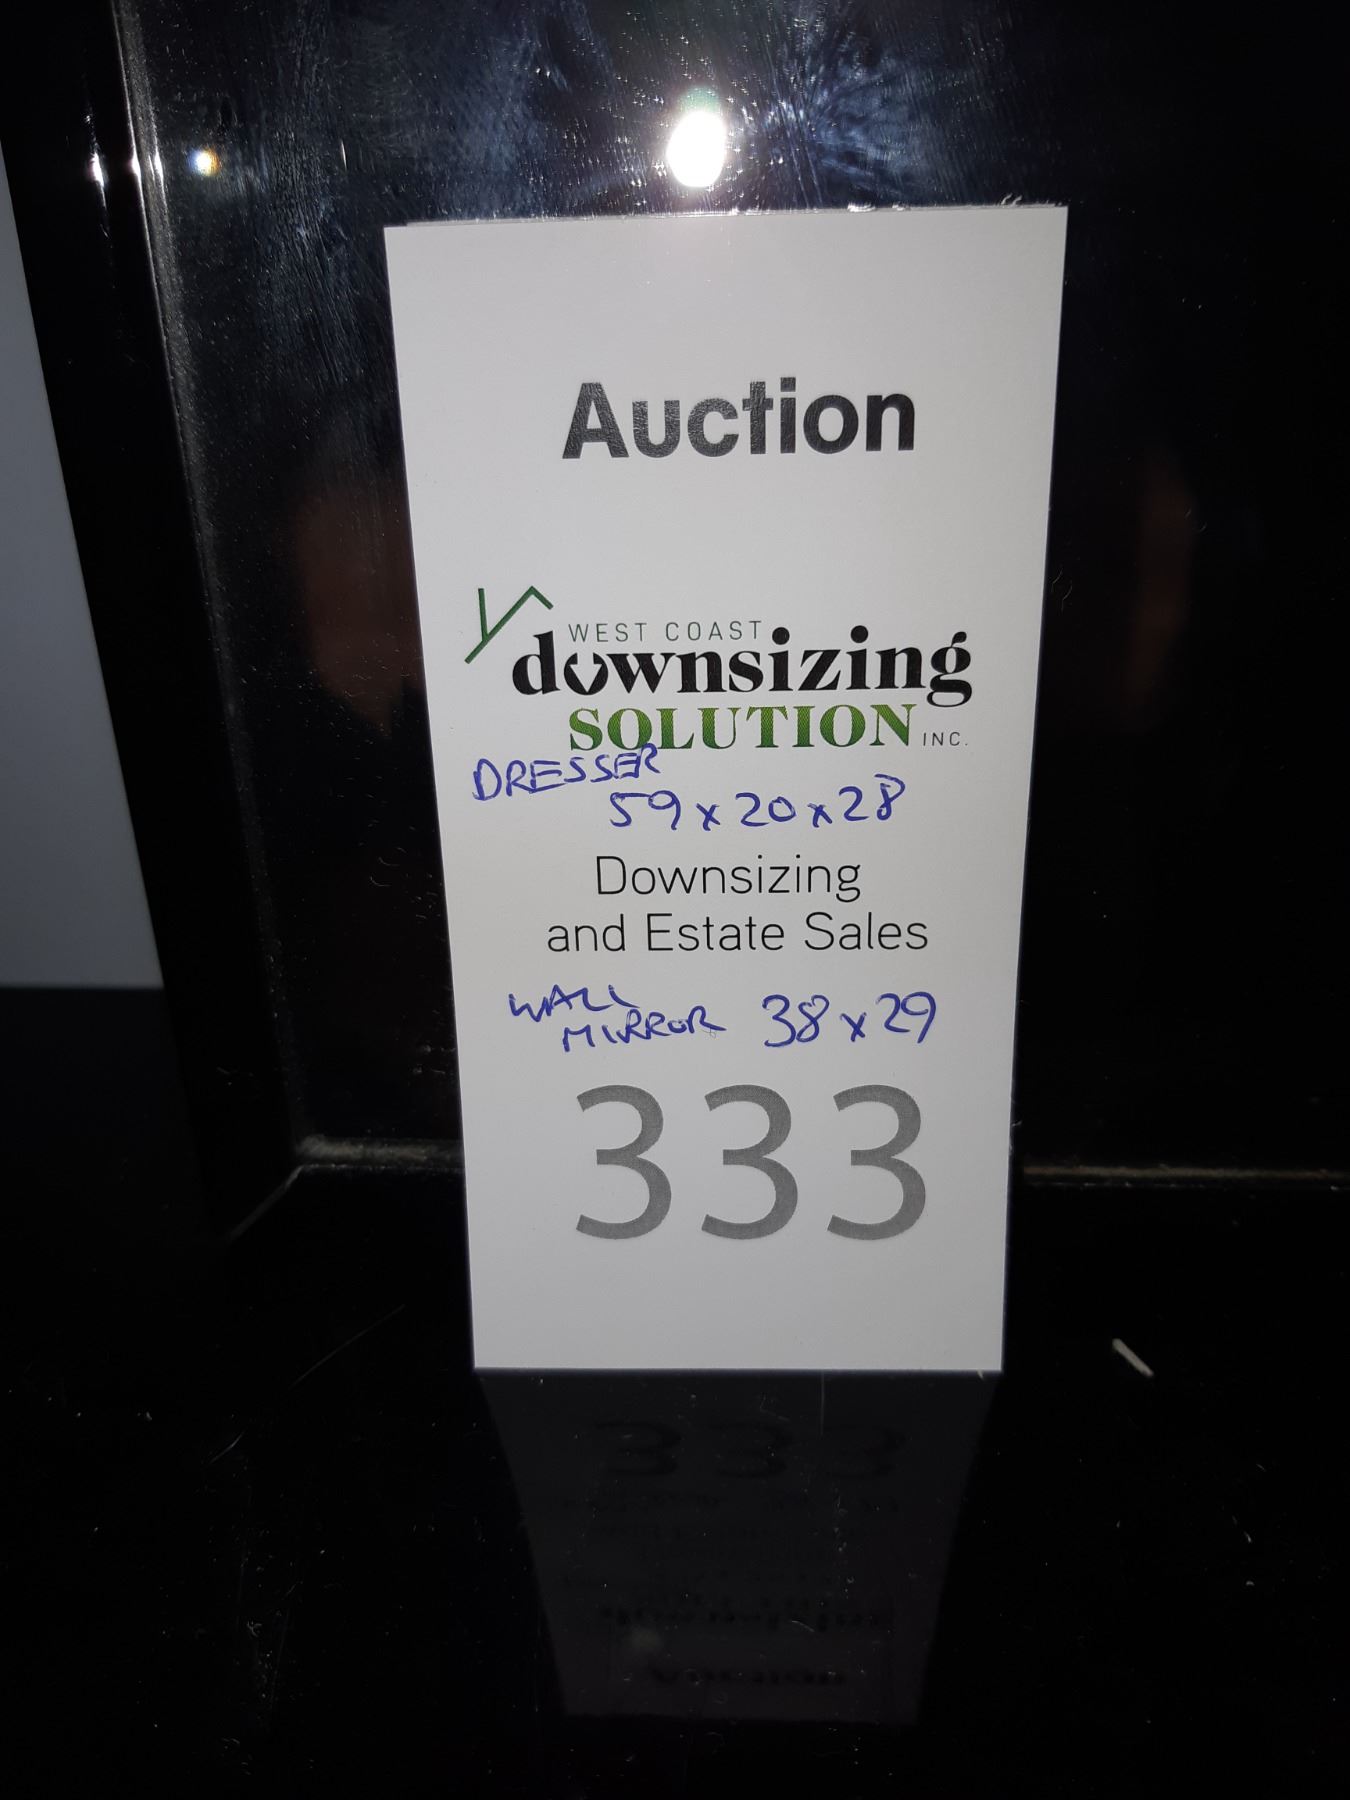 Auction
WEST COAST
downsizing
SOLUTION INC.
DRESSER
59 x 20 x 28
Downsizing
and Estate Sales
WALL
MIRROR 38 x 29
333